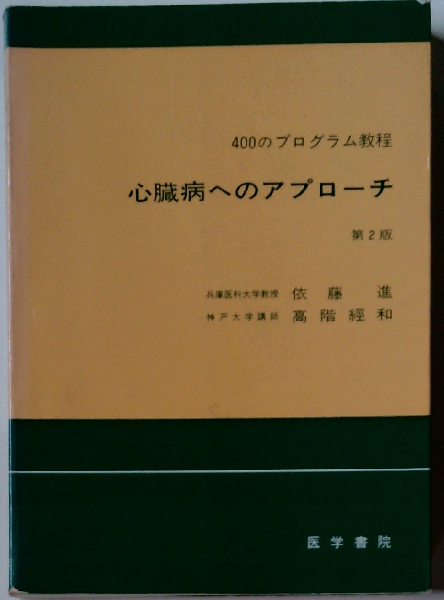 400のプログラム教程
心臓病へのアプローチ
第2版
兵庫医科大学教授 依藤 進
神戸大学講師 高階經和
医学書院